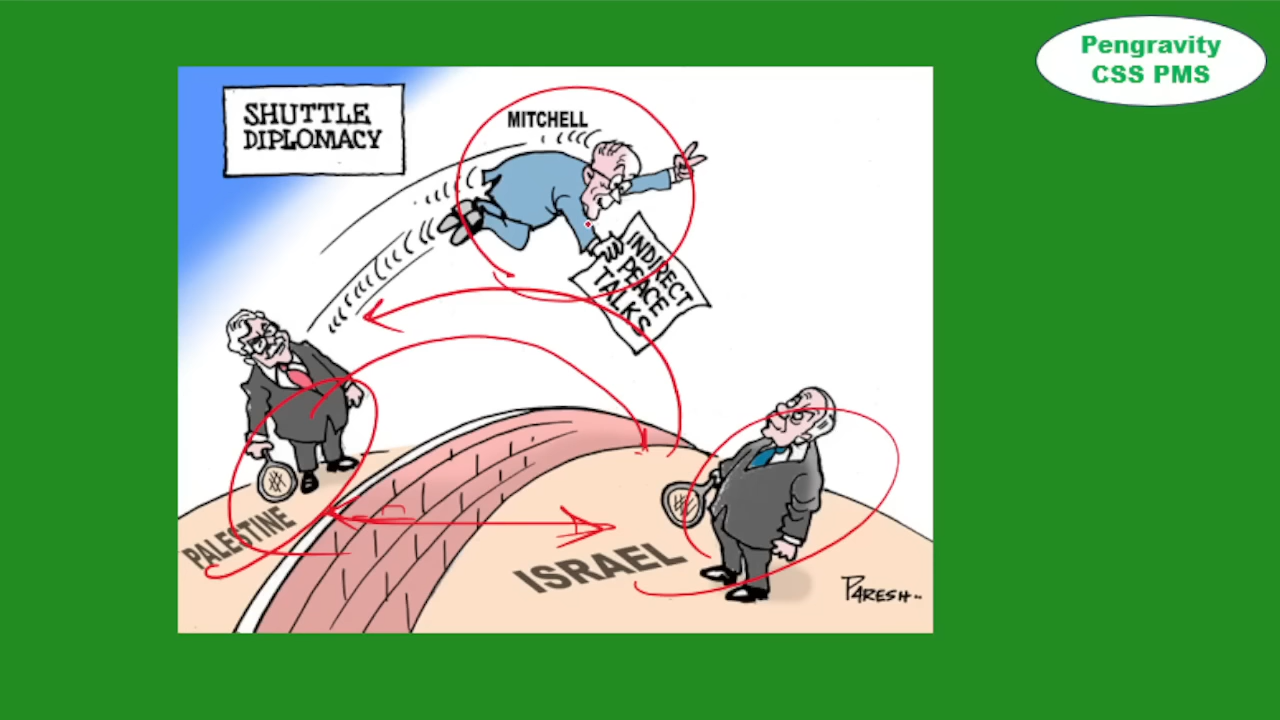 Pengravity
CSS PMS
SHUTTLE
DIPLOMACY
MITCHELL
INDIRECT
PEACE
TALKS
PALESTINE
ISRAEL
PARESH..